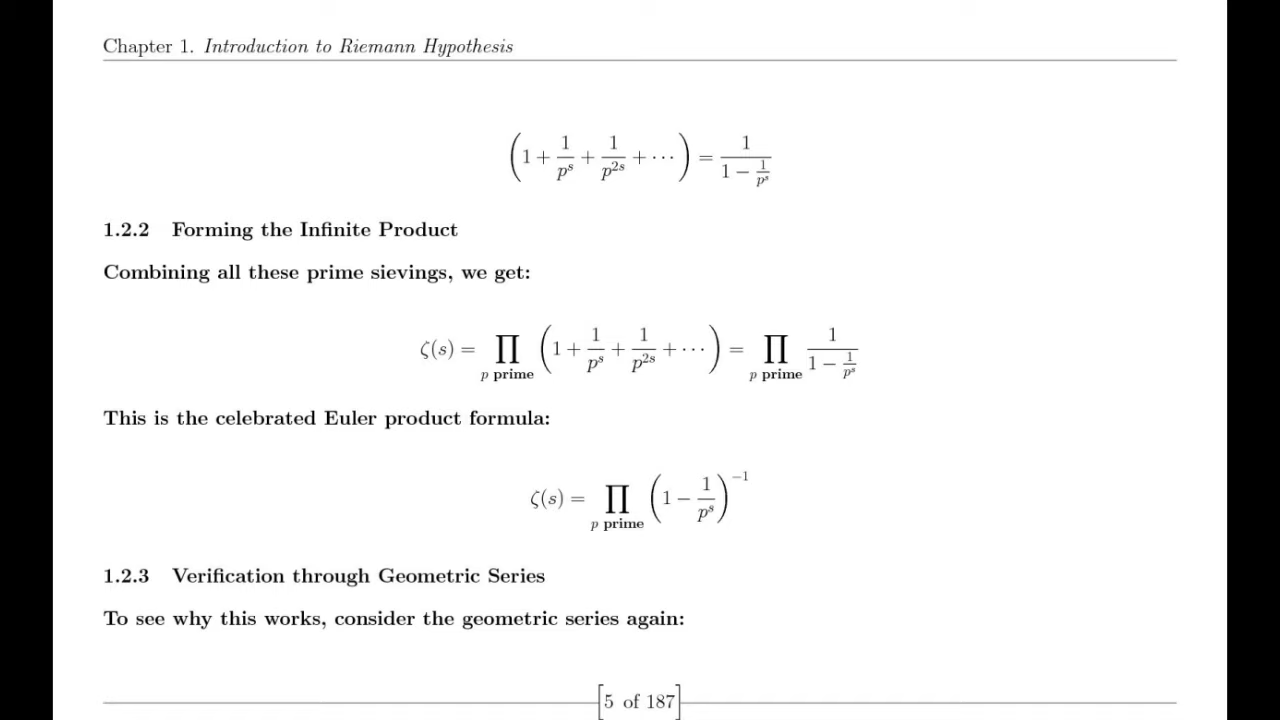 Chapter 1. Introduction to Riemann Hypothesis
(1 + 1/p^s + 1/p^{2s} + ···) = 1/(1 − 1/p^s)
1.2.2 Forming the Infinite Product
Combining all these prime sievings, we get:
ζ(s) = ∏_{p prime} (1 + 1/p^s + 1/p^{2s} + ···) = ∏_{p prime} 1/(1 − 1/p^s)
This is the celebrated Euler product formula:
ζ(s) = ∏_{p prime} (1 − 1/p^s)^{−1}
1.2.3 Verification through Geometric Series
To see why this works, consider the geometric series again:
[5 of 187]